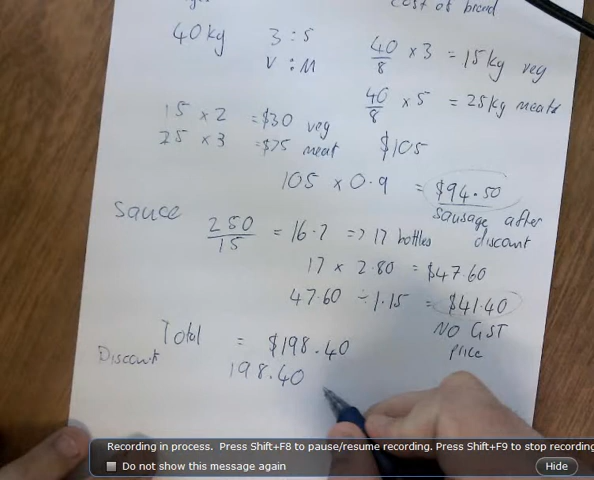 cost of bread
40kg 3 : 5 40/8 × 3 = 15kg veg
V : M
40/8 × 5 = 25kg meats
15 × 2 = $30 veg
25 × 3 = $75 meat $105
105 × 0.9 = $94.50
sausage after discount
Sauce 250/15 = 16.7 => 17 bottles
17 × 2.80 = $47.60
47.60 ÷ 1.15 = $41.40
NO GST price
Total = $198.40
Discount 198.40
Recording in process. Press Shift+F8 to pause/resume recording. Press Shift+F9 to stop recording
Do not show this message again
Hide